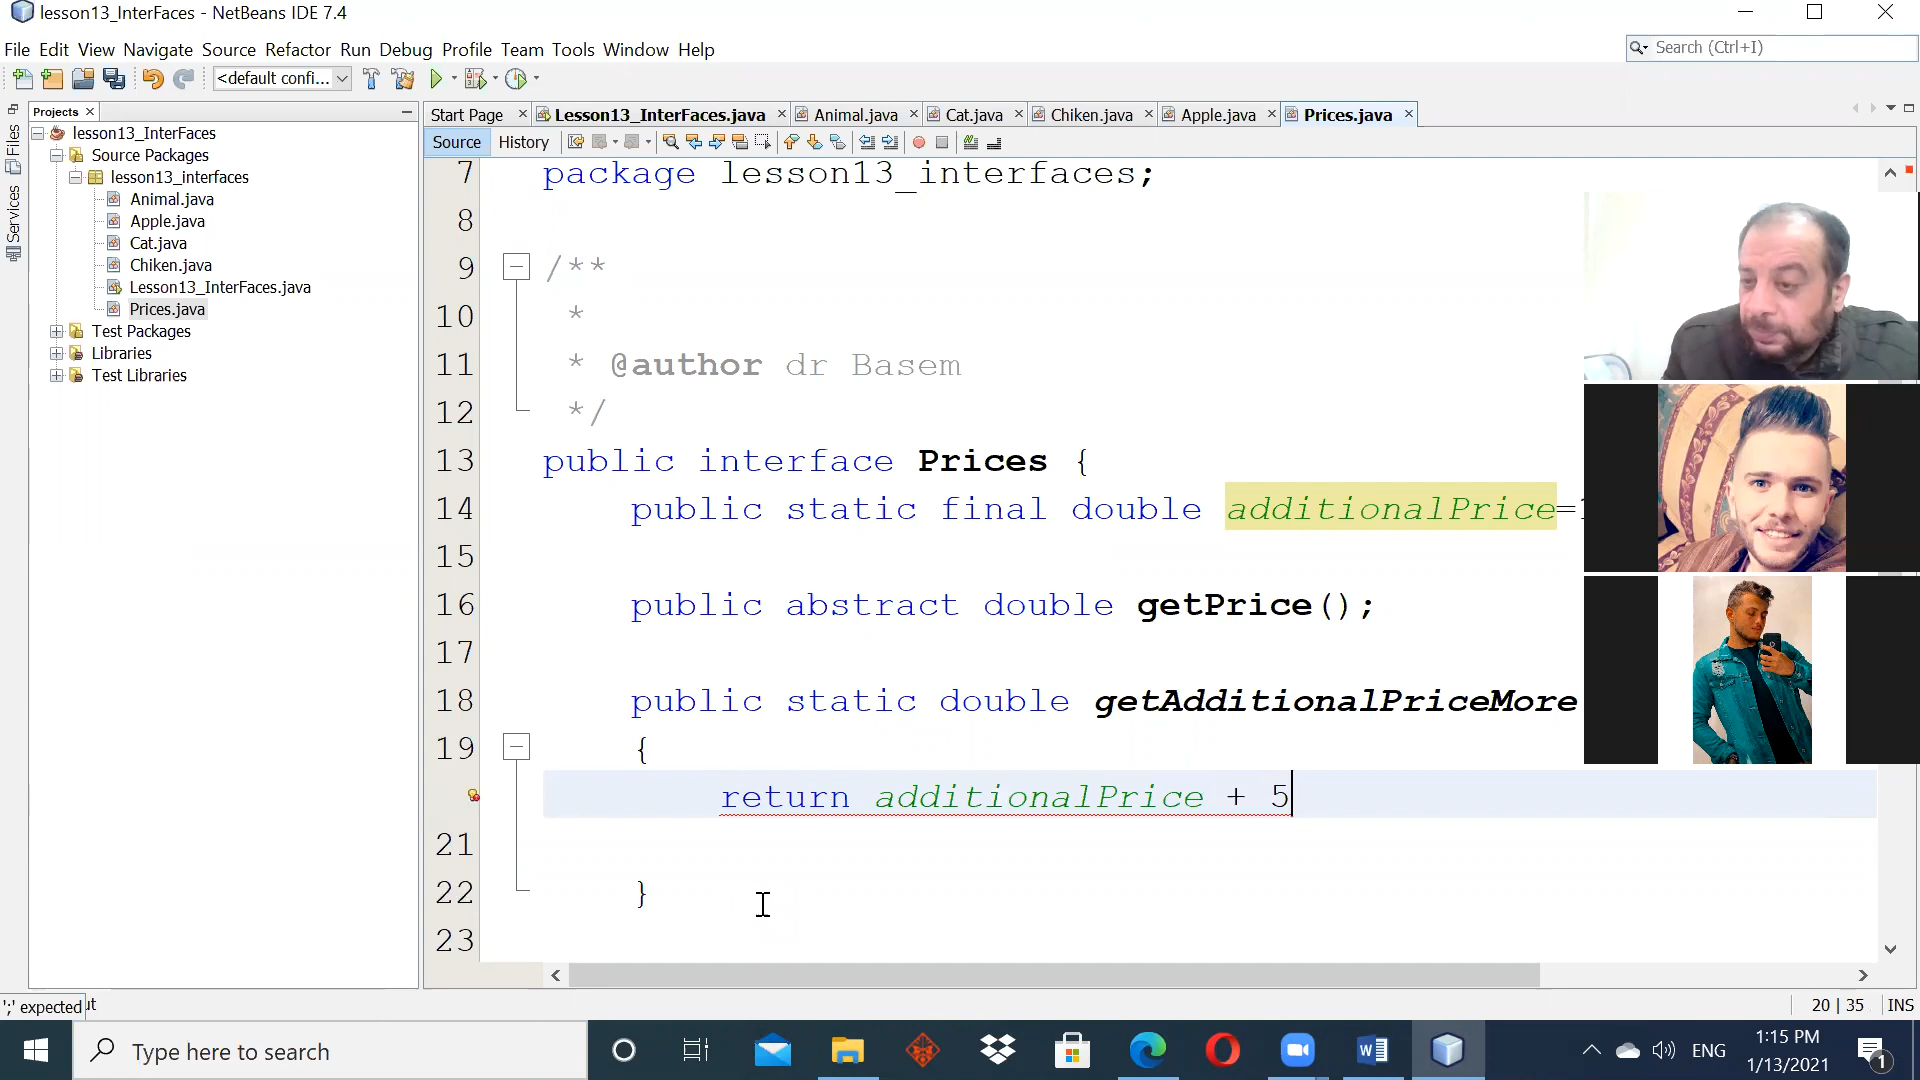 lesson13_InterFaces - NetBeans IDE 7.4
File Edit View Navigate Source Refactor Run Debug Profile Team Tools Window Help
Search (Ctrl+I)
<default confi...
Projects
Files
Services
lesson13_InterFaces
Source Packages
lesson13_interfaces
Animal.java
Apple.java
Cat.java
Chiken.java
Lesson13_InterFaces.java
Prices.java
Test Packages
Libraries
Test Libraries
Start Page Lesson13_InterFaces.java Animal.java Cat.java Chiken.java Apple.java Prices.java
Source History
7 package lesson13_interfaces;
8
9 /**
10 *
11 * @author dr Basem
12 */
13 public interface Prices {
14 public static final double additionalPrice=
15
16 public abstract double getPrice();
17
18 public static double getAdditionalPriceMore
19 {
return additionalPrice + 5
21
22 }
23
';' expected
20 | 35 INS
Type here to search
ENG
1:15 PM
1/13/2021
1